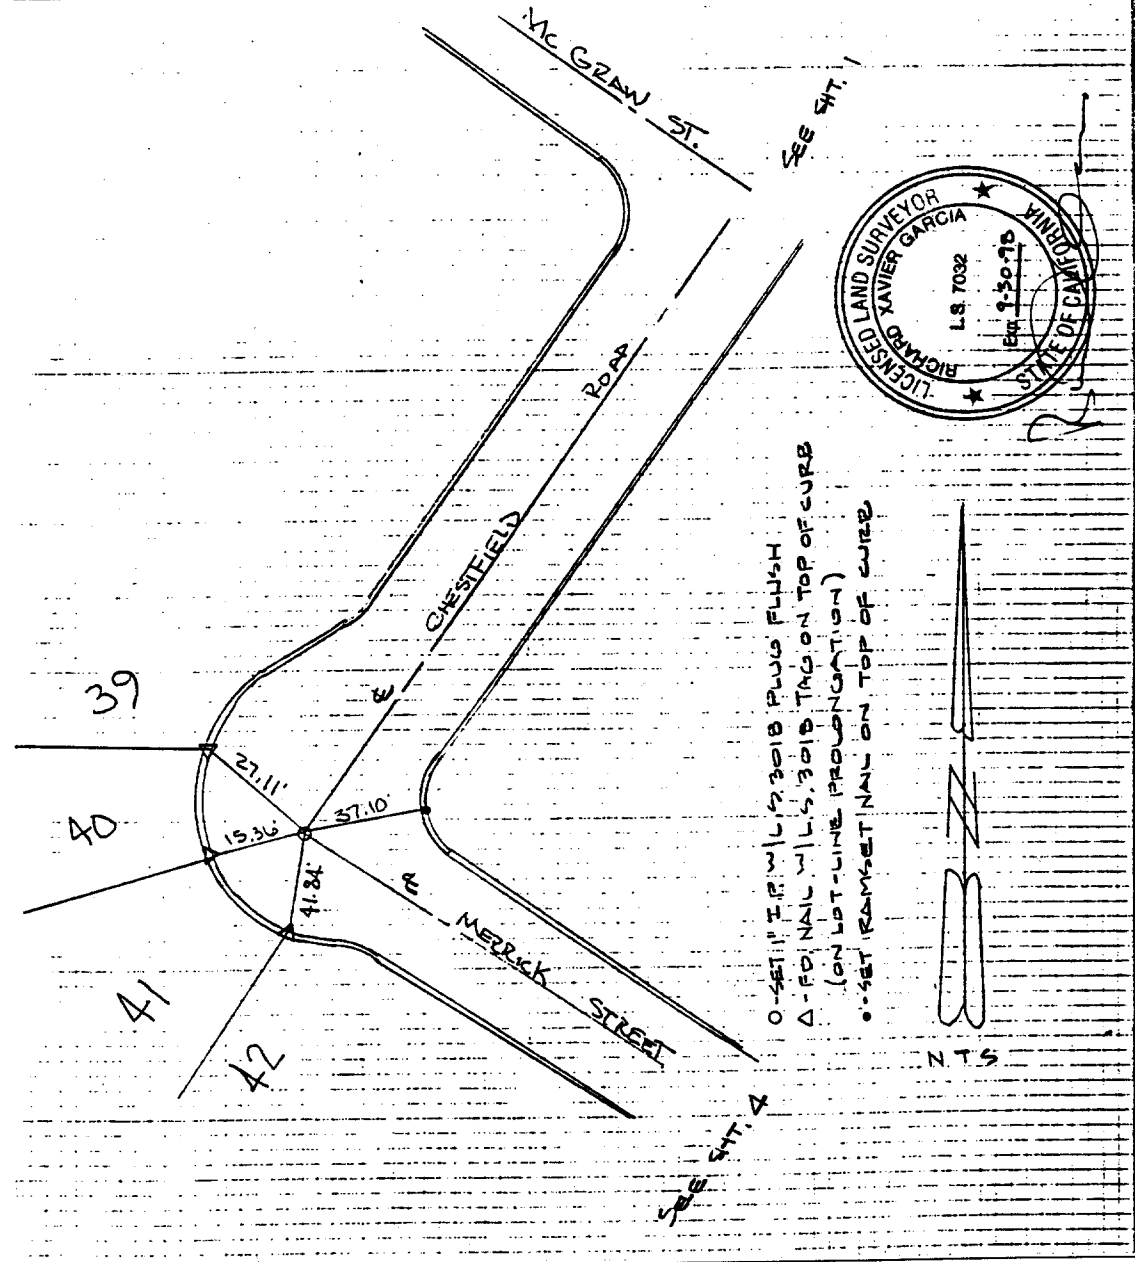 Mc GRAW ST.
SEE SHT. 1
CHESTFIELD ROAD
℄
39
40
41
42
27.11'
15.36'
37.10'
41.84'
℄
MERRICK STREET
SEE SHT. 4
O-SET 1" I.P. W/L.S. 3018 PLUG FLUSH
Δ-FD. NAIL W/L.S. 3018 TAG ON TOP OF CURB
(ON LOT-LINE PROLONGATION)
•-SET RAMSET NAIL ON TOP OF CURB
N
N.T.S
LICENSED LAND SURVEYOR
RICHARD XAVIER GARCIA
L.S. 7032
Exp. 9-30-98
STATE OF CALIFORNIA